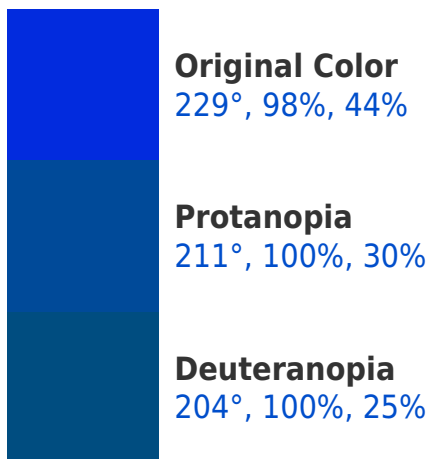 Original Color
229°, 98%, 44%
Protanopia
211°, 100%, 30%
Deuteranopia
204°, 100%, 25%